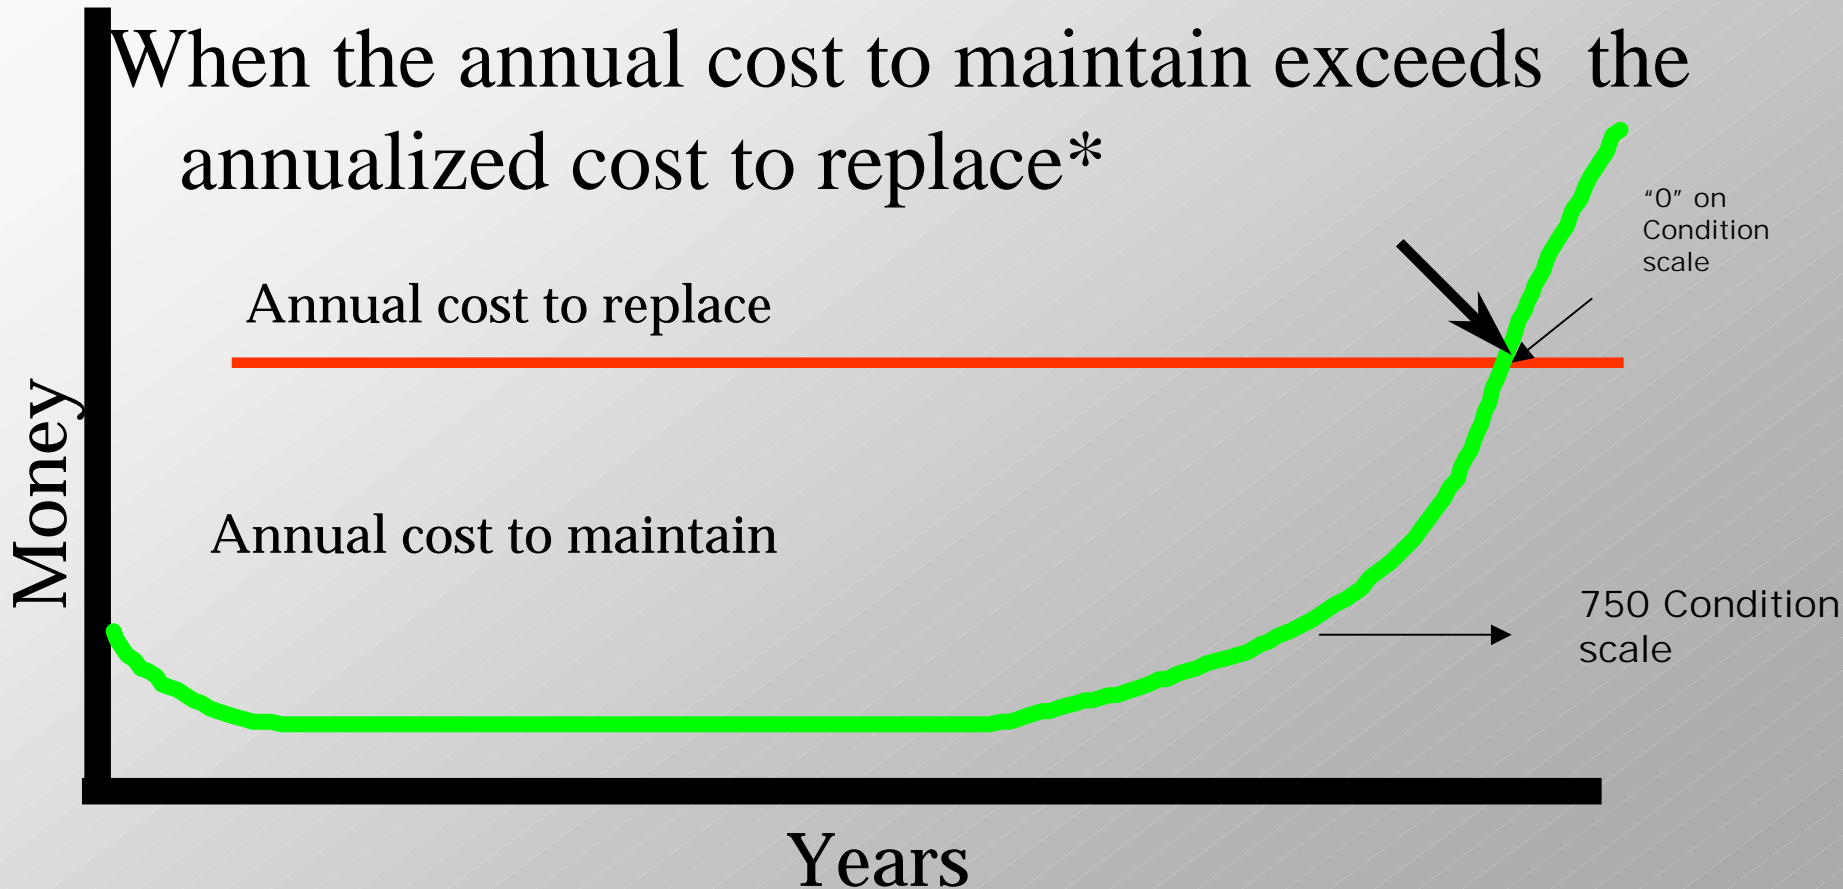 When the annual cost to maintain exceeds the
annualized cost to replace*
“0” on
Condition
scale
Annual cost to replace
Money
Annual cost to maintain
750 Condition
scale
Years